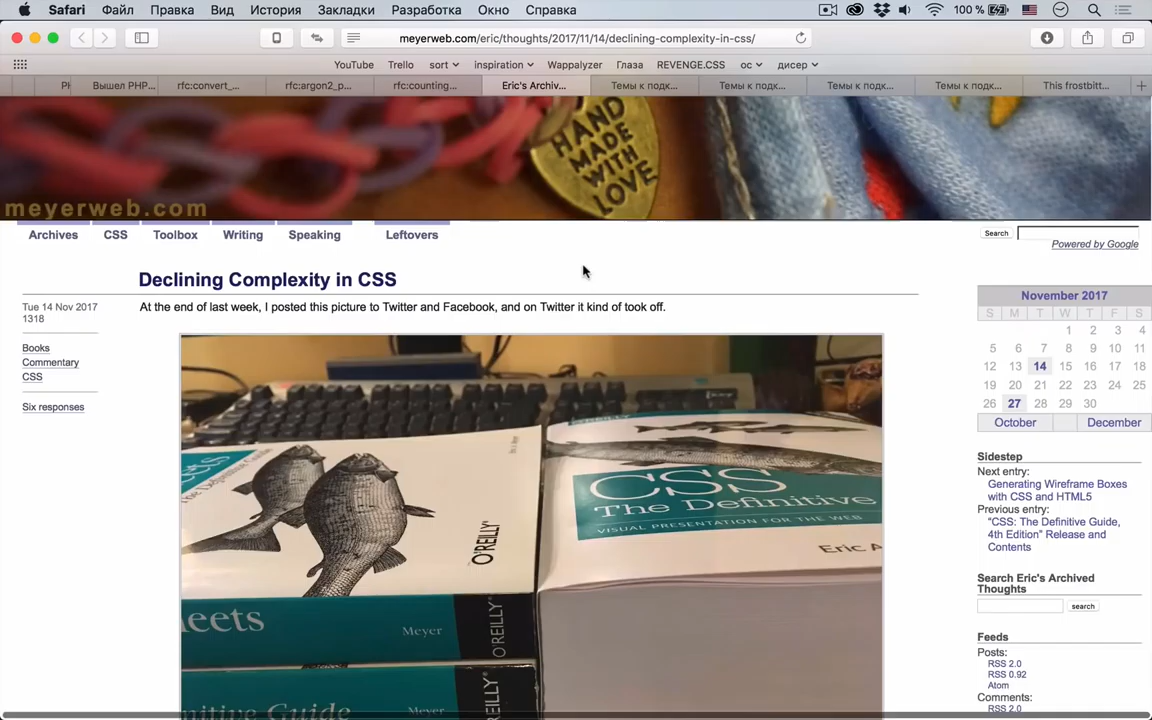 Safari Файл Правка Вид История Закладки Разработка Окно Справка 100 %
meyerweb.com/eric/thoughts/2017/11/14/declining-complexity-in-css/
YouTube Trello sort inspiration Wappalyzer Глаза REVENGE.CSS ос дисер
PH Вышел PHP... rfc:convert_... rfc:argon2_p... rfc:counting... Eric's Archiv... Темы к подк... Темы к подк... Темы к подк... Темы к подк... This frostbitt...
HAND
MADE
WITH
LOVE
meyerweb.com
Archives CSS Toolbox Writing Speaking Leftovers
Search
Powered by Google
Declining Complexity in CSS
Tue 14 Nov 2017
1318
Books
Commentary
CSS
Six responses
At the end of last week, I posted this picture to Twitter and Facebook, and on Twitter it kind of took off.
O'REILLY
CSS
The Definitive
VISUAL PRESENTATION FOR THE WEB
Eric
eets
Meyer
O'REILLY
nitive Guide
Meyer
November 2017
S M T W T F S
1 2 3 4
5 6 7 8 9 10 11
12 13 14 15 16 17 18
19 20 21 22 23 24 25
26 27 28 29 30
October December
Sidestep
Next entry:
Generating Wireframe Boxes
with CSS and HTML5
Previous entry:
“CSS: The Definitive Guide,
4th Edition” Release and
Contents
Search Eric's Archived
Thoughts
search
Feeds
Posts:
RSS 2.0
RSS 0.92
Atom
Comments:
RSS 2.0